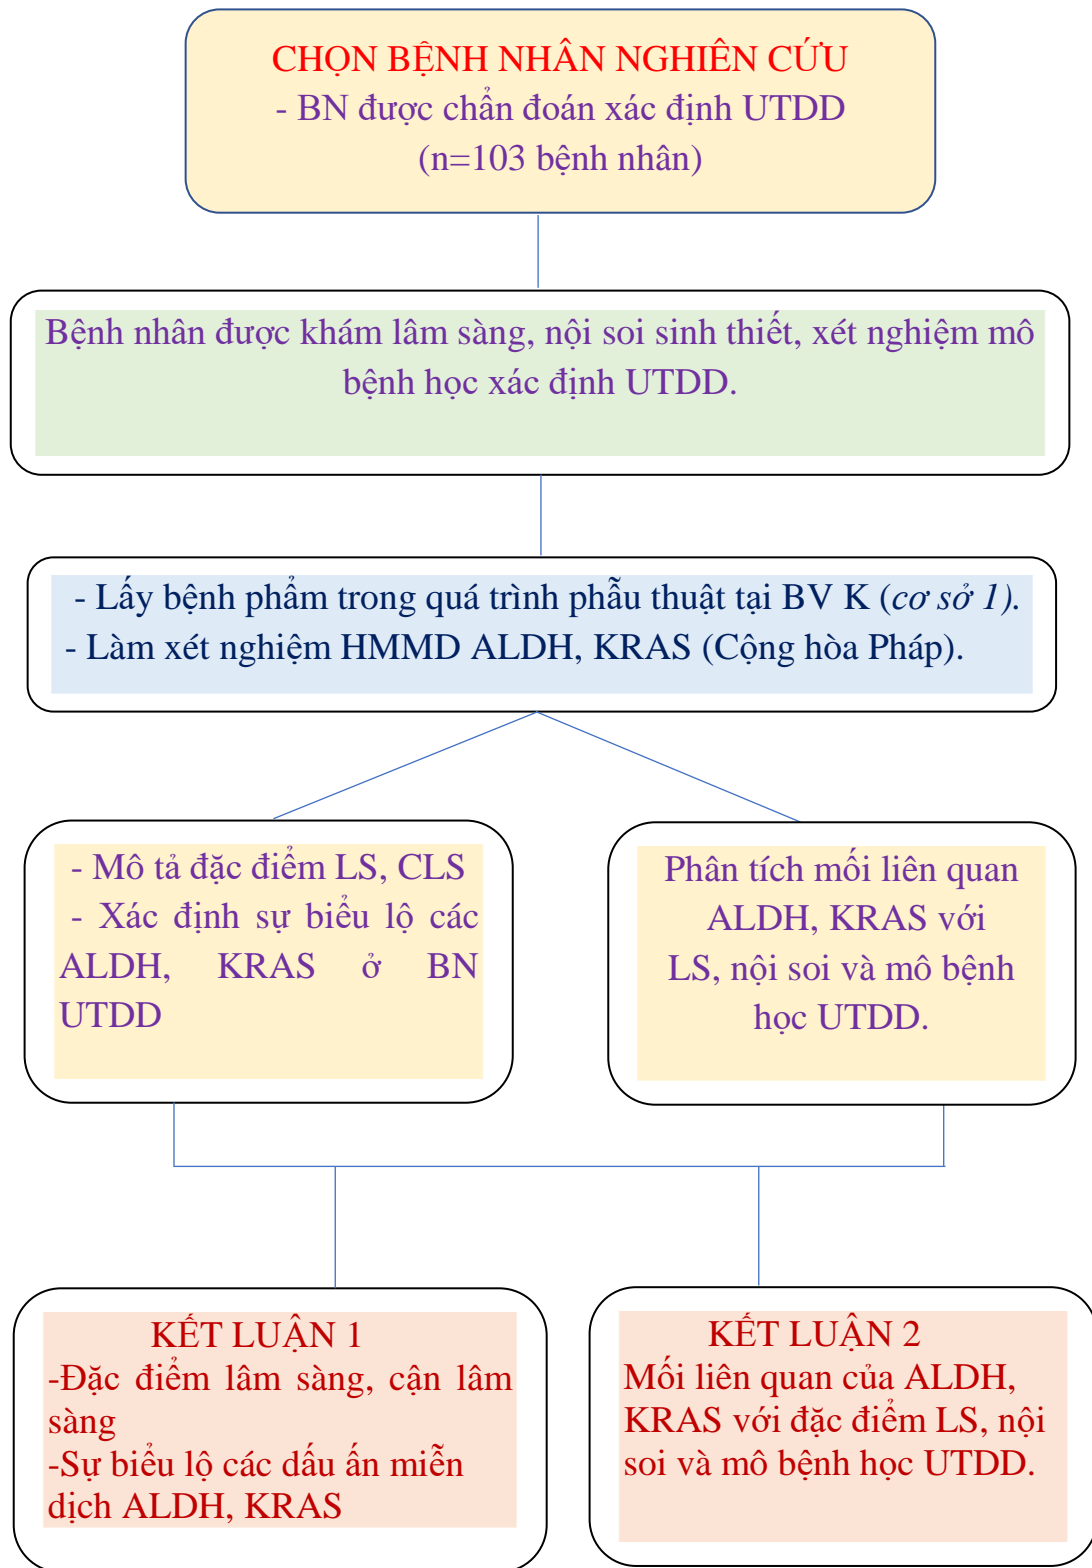 CHỌN BỆNH NHÂN NGHIÊN CỨU
- BN được chẩn đoán xác định UTDD
(n=103 bệnh nhân)
Bệnh nhân được khám lâm sàng, nội soi sinh thiết, xét nghiệm mô
bệnh học xác định UTDD.
- Lấy bệnh phẩm trong quá trình phẫu thuật tại BV K (cơ sở 1).
- Làm xét nghiệm HMMD ALDH, KRAS (Cộng hòa Pháp).
- Mô tả đặc điểm LS, CLS
- Xác định sự biểu lộ các
ALDH, KRAS ở BN
UTDD
Phân tích mối liên quan
ALDH, KRAS với
LS, nội soi và mô bệnh
học UTDD.
KẾT LUẬN 1
-Đặc điểm lâm sàng, cận lâm
sàng
-Sự biểu lộ các dấu ấn miễn
dịch ALDH, KRAS
KẾT LUẬN 2
Mối liên quan của ALDH,
KRAS với đặc điểm LS, nội
soi và mô bệnh học UTDD.